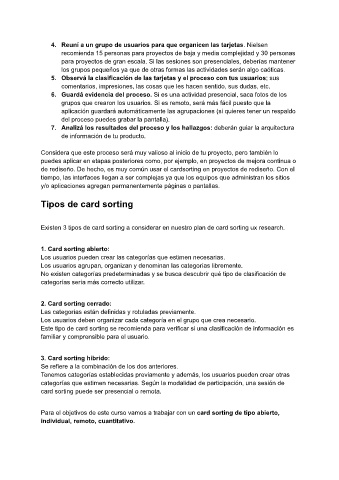 4. Reuní a un grupo de usuarios para que organicen las tarjetas. Nielsen
recomienda 15 personas para proyectos de baja y media complejidad y 30 personas
para proyectos de gran escala. Si las sesiones son presenciales, deberías mantener
los grupos pequeños ya que de otras formas las actividades serán algo caóticas.
5. Observá la clasificación de las tarjetas y el proceso con tus usuarios; sus
comentarios, impresiones, las cosas que les hacen sentido, sus dudas, etc.
6. Guardá evidencia del proceso. Si es una actividad presencial, saca fotos de los
grupos que crearon los usuarios. Si es remoto, será más fácil puesto que la
aplicación guardará automáticamente las agrupaciones (si quieres tener un respaldo
del proceso puedes grabar la pantalla).
7. Analizá los resultados del proceso y los hallazgos: deberán guiar la arquitectura
de información de tu producto.
Considera que este proceso será muy valioso al inicio de tu proyecto, pero también lo
puedes aplicar en etapas posteriores como, por ejemplo, en proyectos de mejora continua o
de rediseño. De hecho, es muy común usar el cardsorting en proyectos de rediseño. Con el
tiempo, las interfaces llegan a ser complejas ya que los equipos que administran los sitios
y/o aplicaciones agregan permanentemente páginas o pantallas.
Tipos de card sorting
Existen 3 tipos de card sorting a considerar en nuestro plan de card sorting ux research.
1. Card sorting abierto:
Los usuarios pueden crear las categorías que estimen necesarias.
Los usuarios agrupan, organizan y denominan las categorías libremente.
No existen categorías predeterminadas y se busca descubrir qué tipo de clasificación de
categorías sería más correcto utilizar.
2. Card sorting cerrado:
Las categorías están definidas y rotuladas previamente.
Los usuarios deben organizar cada categoría en el grupo que crea necesario.
Este tipo de card sorting se recomienda para verificar si una clasificación de información es
familiar y comprensible para el usuario.
3. Card sorting híbrido:
Se refiere a la combinación de los dos anteriores.
Tenemos categorías establecidas previamente y además, los usuarios pueden crear otras
categorías que estimen necesarias. Según la modalidad de participación, una sesión de
card sorting puede ser presencial o remota.
Para el objetivos de este curso vamos a trabajar con un card sorting de tipo abierto,
individual, remoto, cuantitativo.